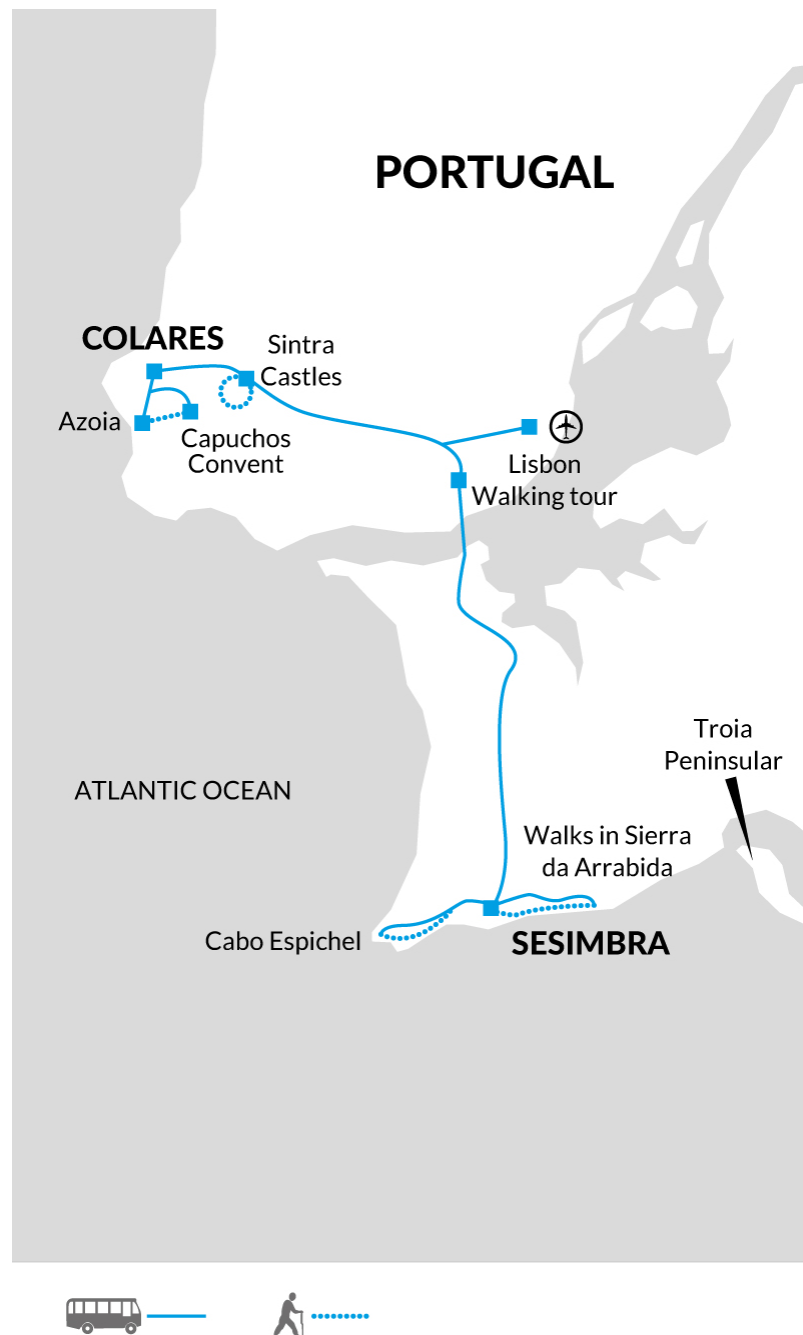 PORTUGAL
COLARES
Sintra
Castles
Azoia
Capuchos
Convent
Lisbon
Walking tour
Troia
Peninsular
ATLANTIC OCEAN
Walks in Sierra
da Arrabida
Cabo Espichel
SESIMBRA